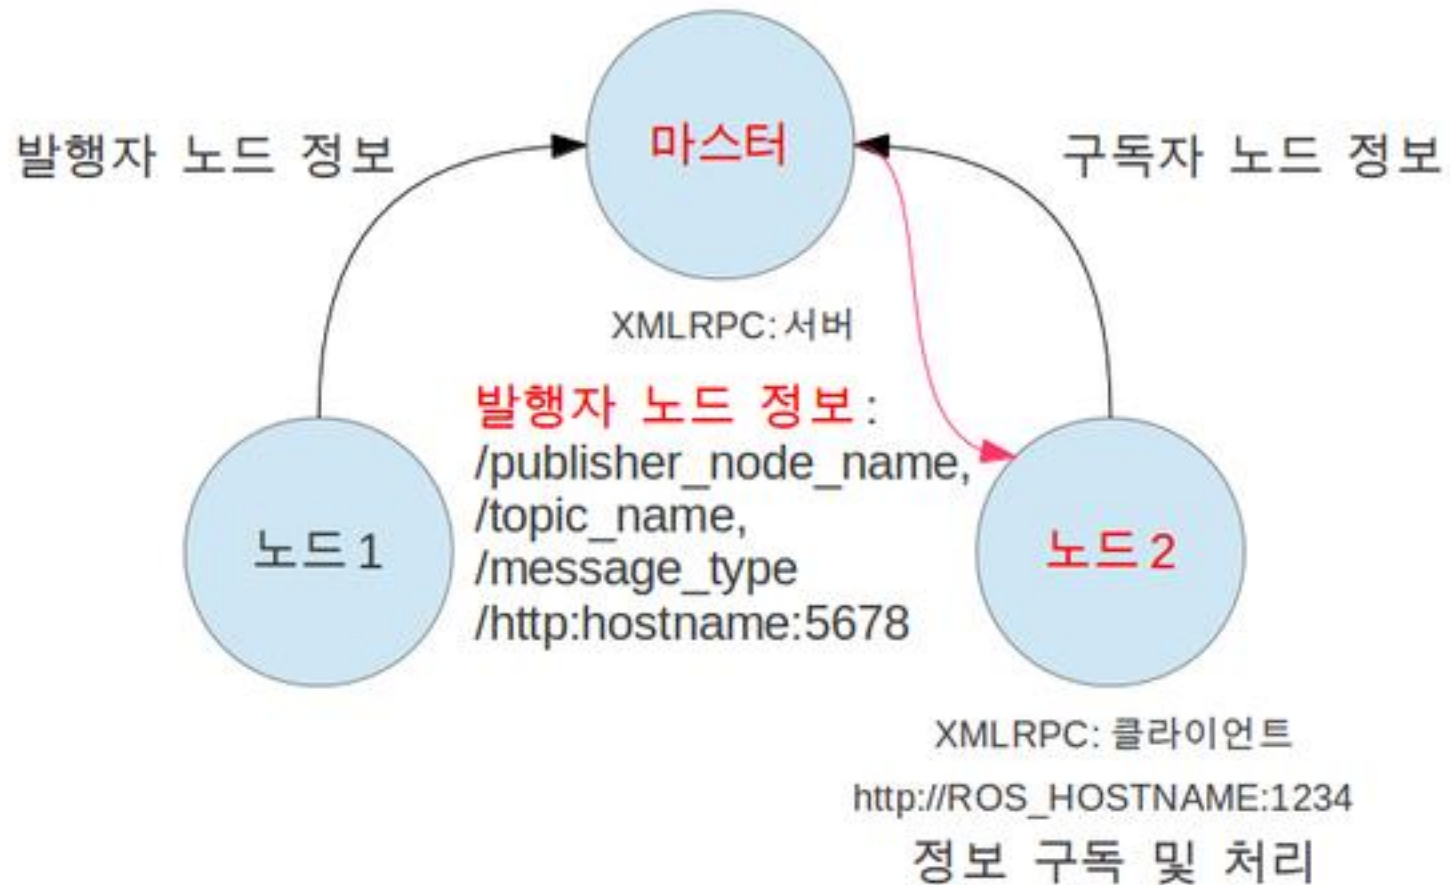 마스터
발행자 노드 정보
구독자 노드 정보
XMLRPC: 서버
발행자 노드 정보:
/publisher_node_name,
/topic_name,
/message_type
/http:hostname:5678
노드1
노드2
XMLRPC: 클라이언트
http://ROS_HOSTNAME:1234
정보 구독 및 처리